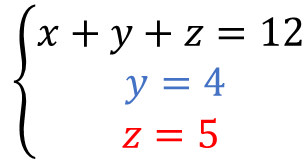 x + y + z = 12
y = 4
z = 5